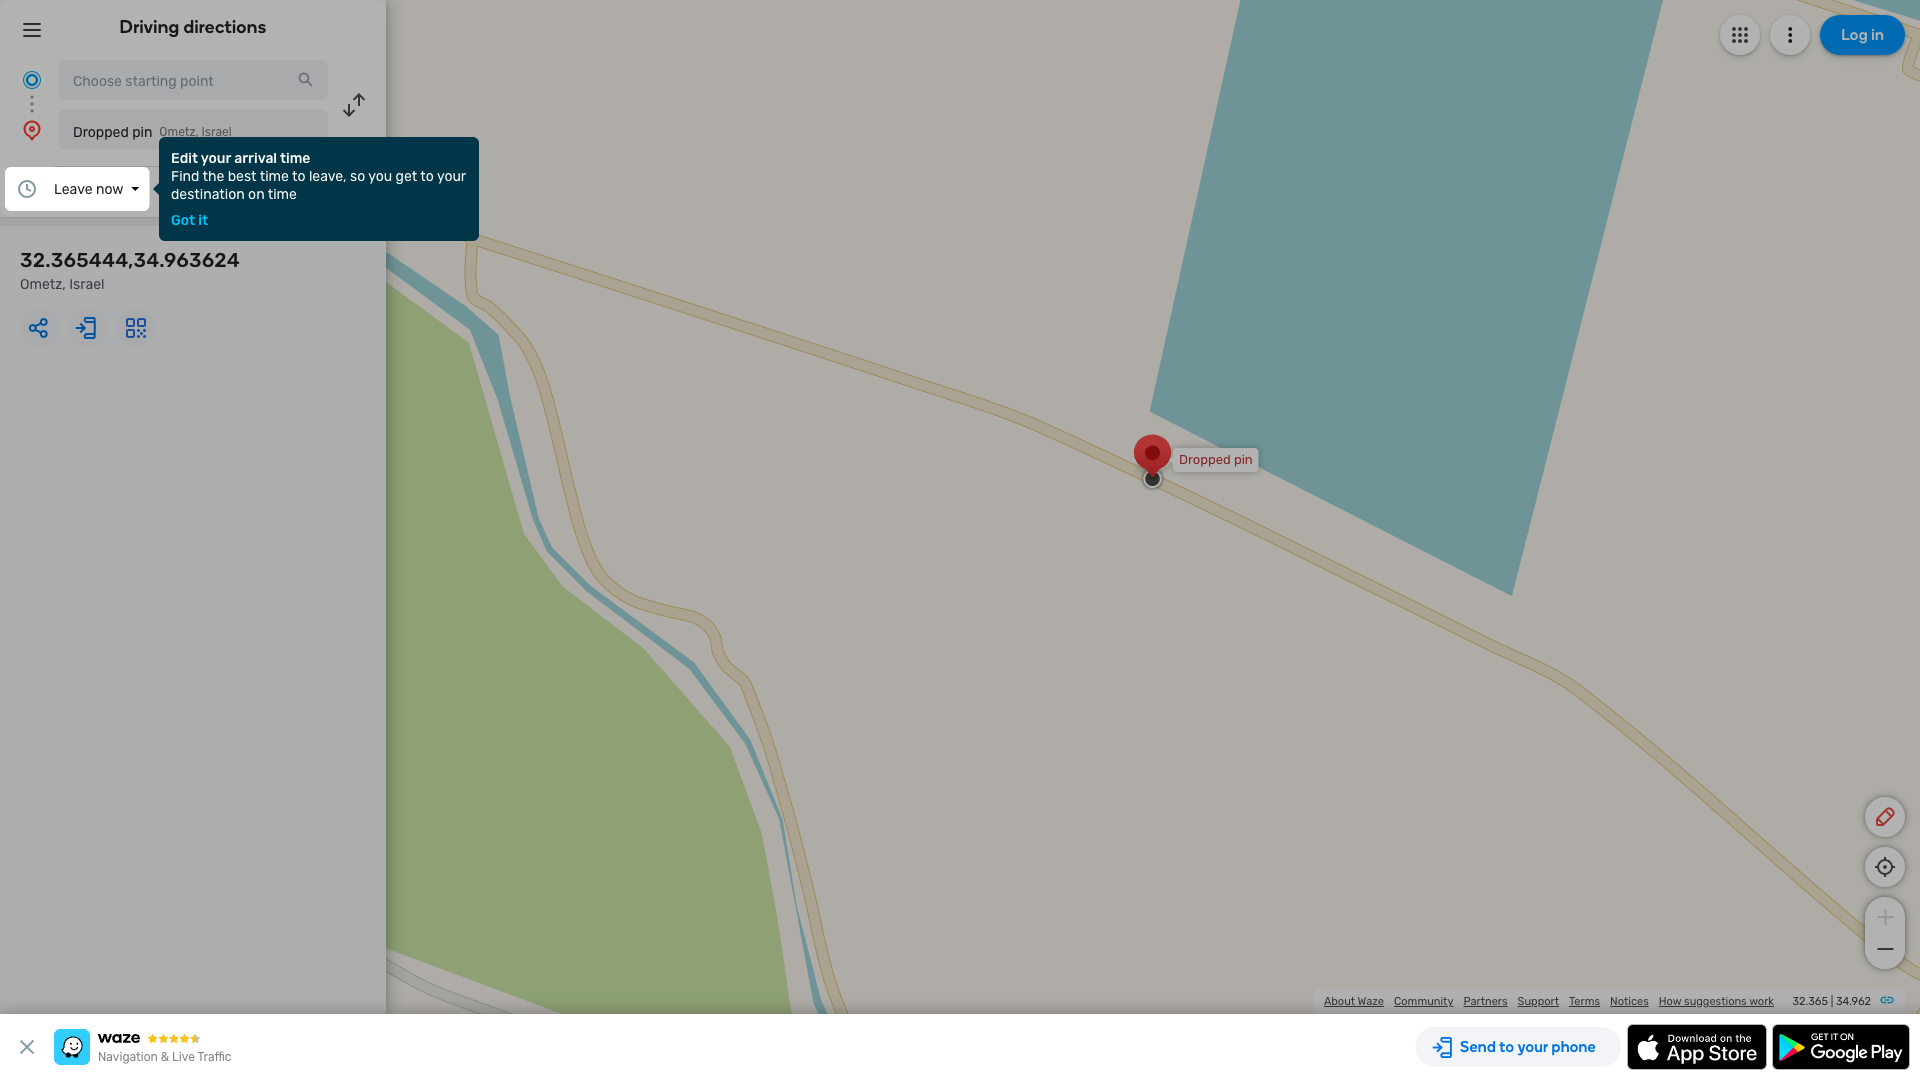 Driving directions
Choose starting point
Dropped pin Ometz, Israel
Leave now
Edit your arrival time
Find the best time to leave, so you get to your
destination on time
Got it
32.365444,34.963624
Ometz, Israel
Log in
Dropped pin
About Waze Community Partners Support Terms Notices How suggestions work 32.365 | 34.962
waze
Navigation & Live Traffic
Send to your phone
Download on the
App Store
GET IT ON
Google Play